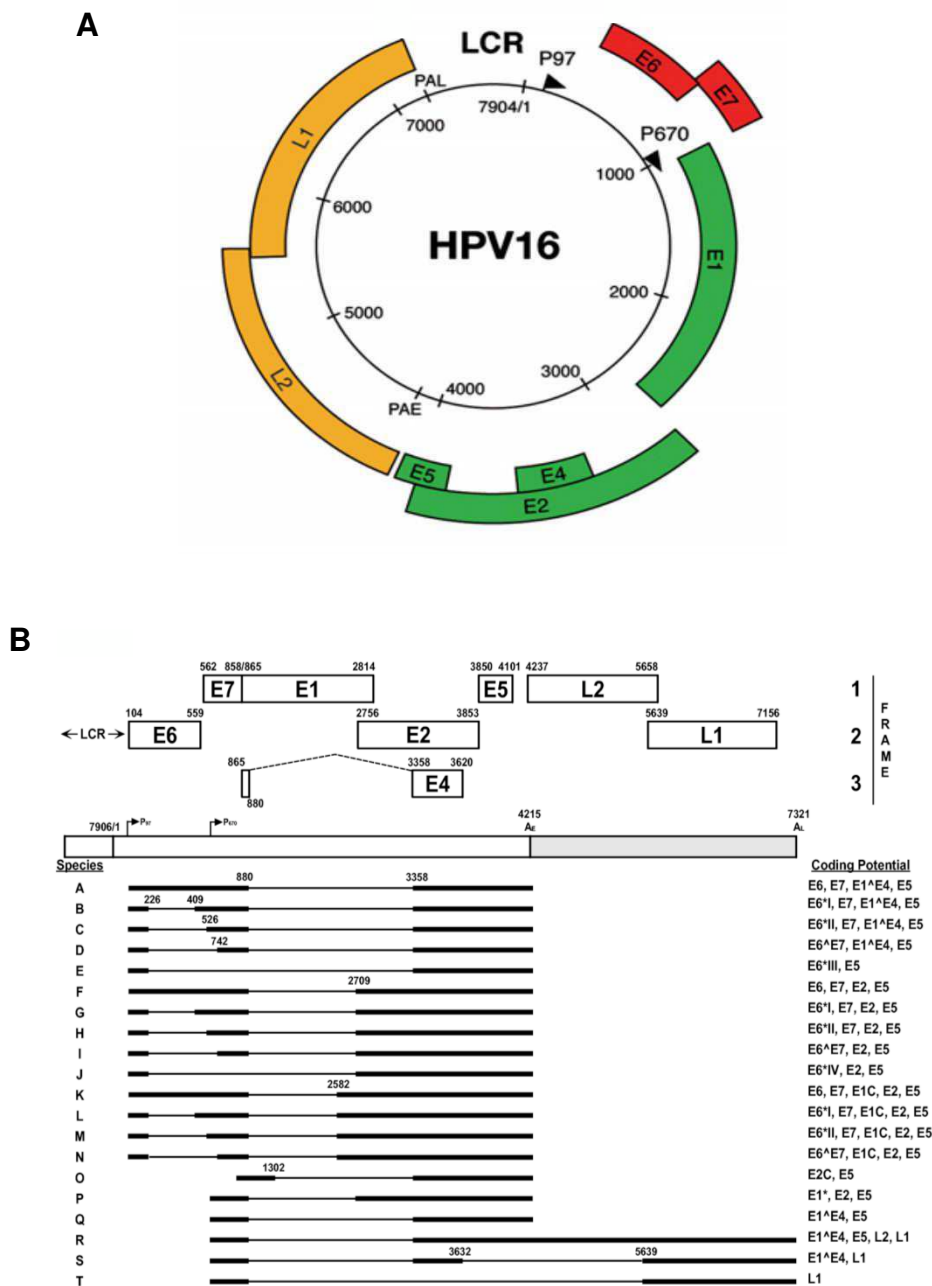 A
LCR
P97
E6
E7
PAL
7904/1
7000
L1
P670
1000
6000
HPV16
E1
2000
5000
L2
3000
4000
PAE
E5
E4
E2
B
562 858/865 2814 3850 4101 4237 5658
E7 E1 E5 L2 1
104 559 2756 3853 5639 7156
←LCR→ E6 E2 L1 2
FRAME
865 3358 3620
E4 3
880
7906/1 P97 P670 4215 7321
AE AL
Species Coding Potential
A 880 3358 E6, E7, E1^E4, E5
B 226 409 E6*I, E7, E1^E4, E5
C 526 E6*II, E7, E1^E4, E5
D 742 E6^E7, E1^E4, E5
E E6*III, E5
F 2709 E6, E7, E2, E5
G E6*I, E7, E2, E5
H E6*II, E7, E2, E5
I E6^E7, E2, E5
J E6*IV, E2, E5
K 2582 E6, E7, E1C, E2, E5
L E6*I, E7, E1C, E2, E5
M E6*II, E7, E1C, E2, E5
N E6^E7, E1C, E2, E5
O 1302 E2C, E5
P E1*, E2, E5
Q E1^E4, E5
R E1^E4, E5, L2, L1
S 3632 5639 E1^E4, L1
T L1